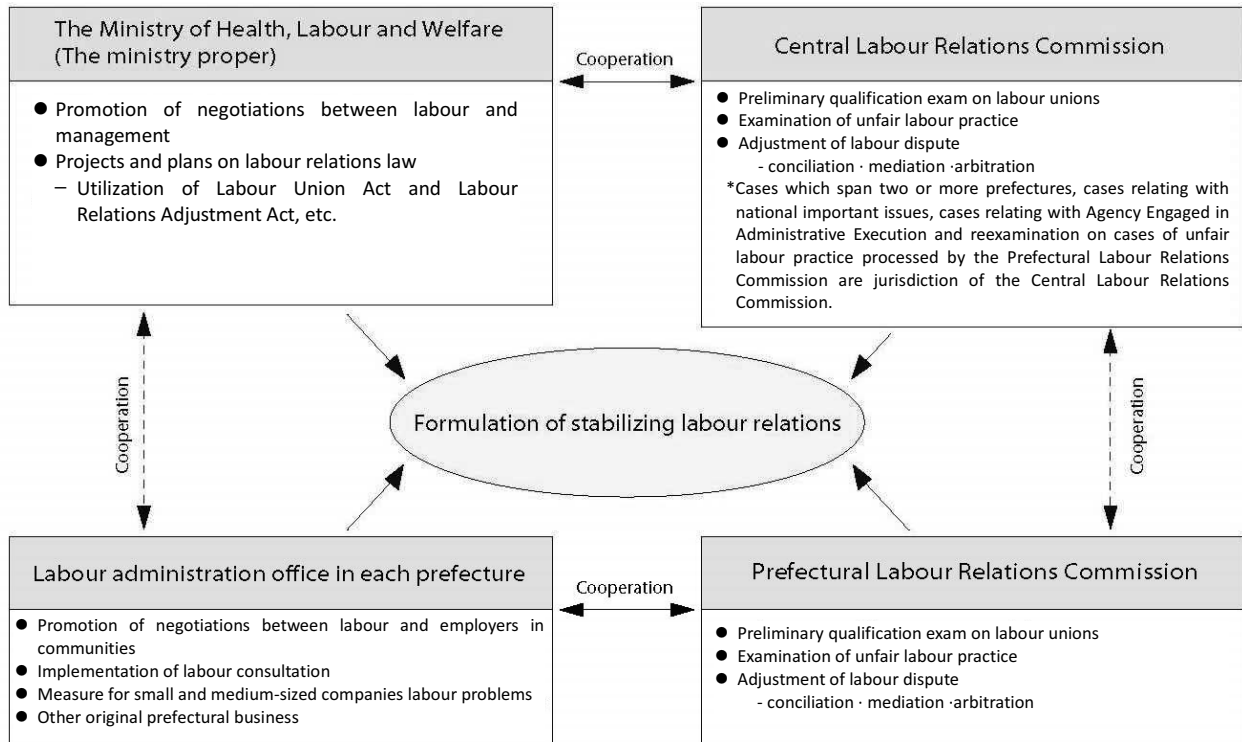 The Ministry of Health, Labour and Welfare
(The ministry proper)
● Promotion of negotiations between labour and
management
● Projects and plans on labour relations law
– Utilization of Labour Union Act and Labour
Relations Adjustment Act, etc.
Cooperation
Central Labour Relations Commission
● Preliminary qualification exam on labour unions
● Examination of unfair labour practice
● Adjustment of labour dispute
- conciliation · mediation ·arbitration
*Cases which span two or more prefectures, cases relating with
national important issues, cases relating with Agency Engaged in
Administrative Execution and reexamination on cases of unfair
labour practice processed by the Prefectural Labour Relations
Commission are jurisdiction of the Central Labour Relations
Commission.
Cooperation
Formulation of stabilizing labour relations
Cooperation
Labour administration office in each prefecture
● Promotion of negotiations between labour and employers in
communities
● Implementation of labour consultation
● Measure for small and medium-sized companies labour problems
● Other original prefectural business
Cooperation
Prefectural Labour Relations Commission
● Preliminary qualification exam on labour unions
● Examination of unfair labour practice
● Adjustment of labour dispute
- conciliation · mediation ·arbitration